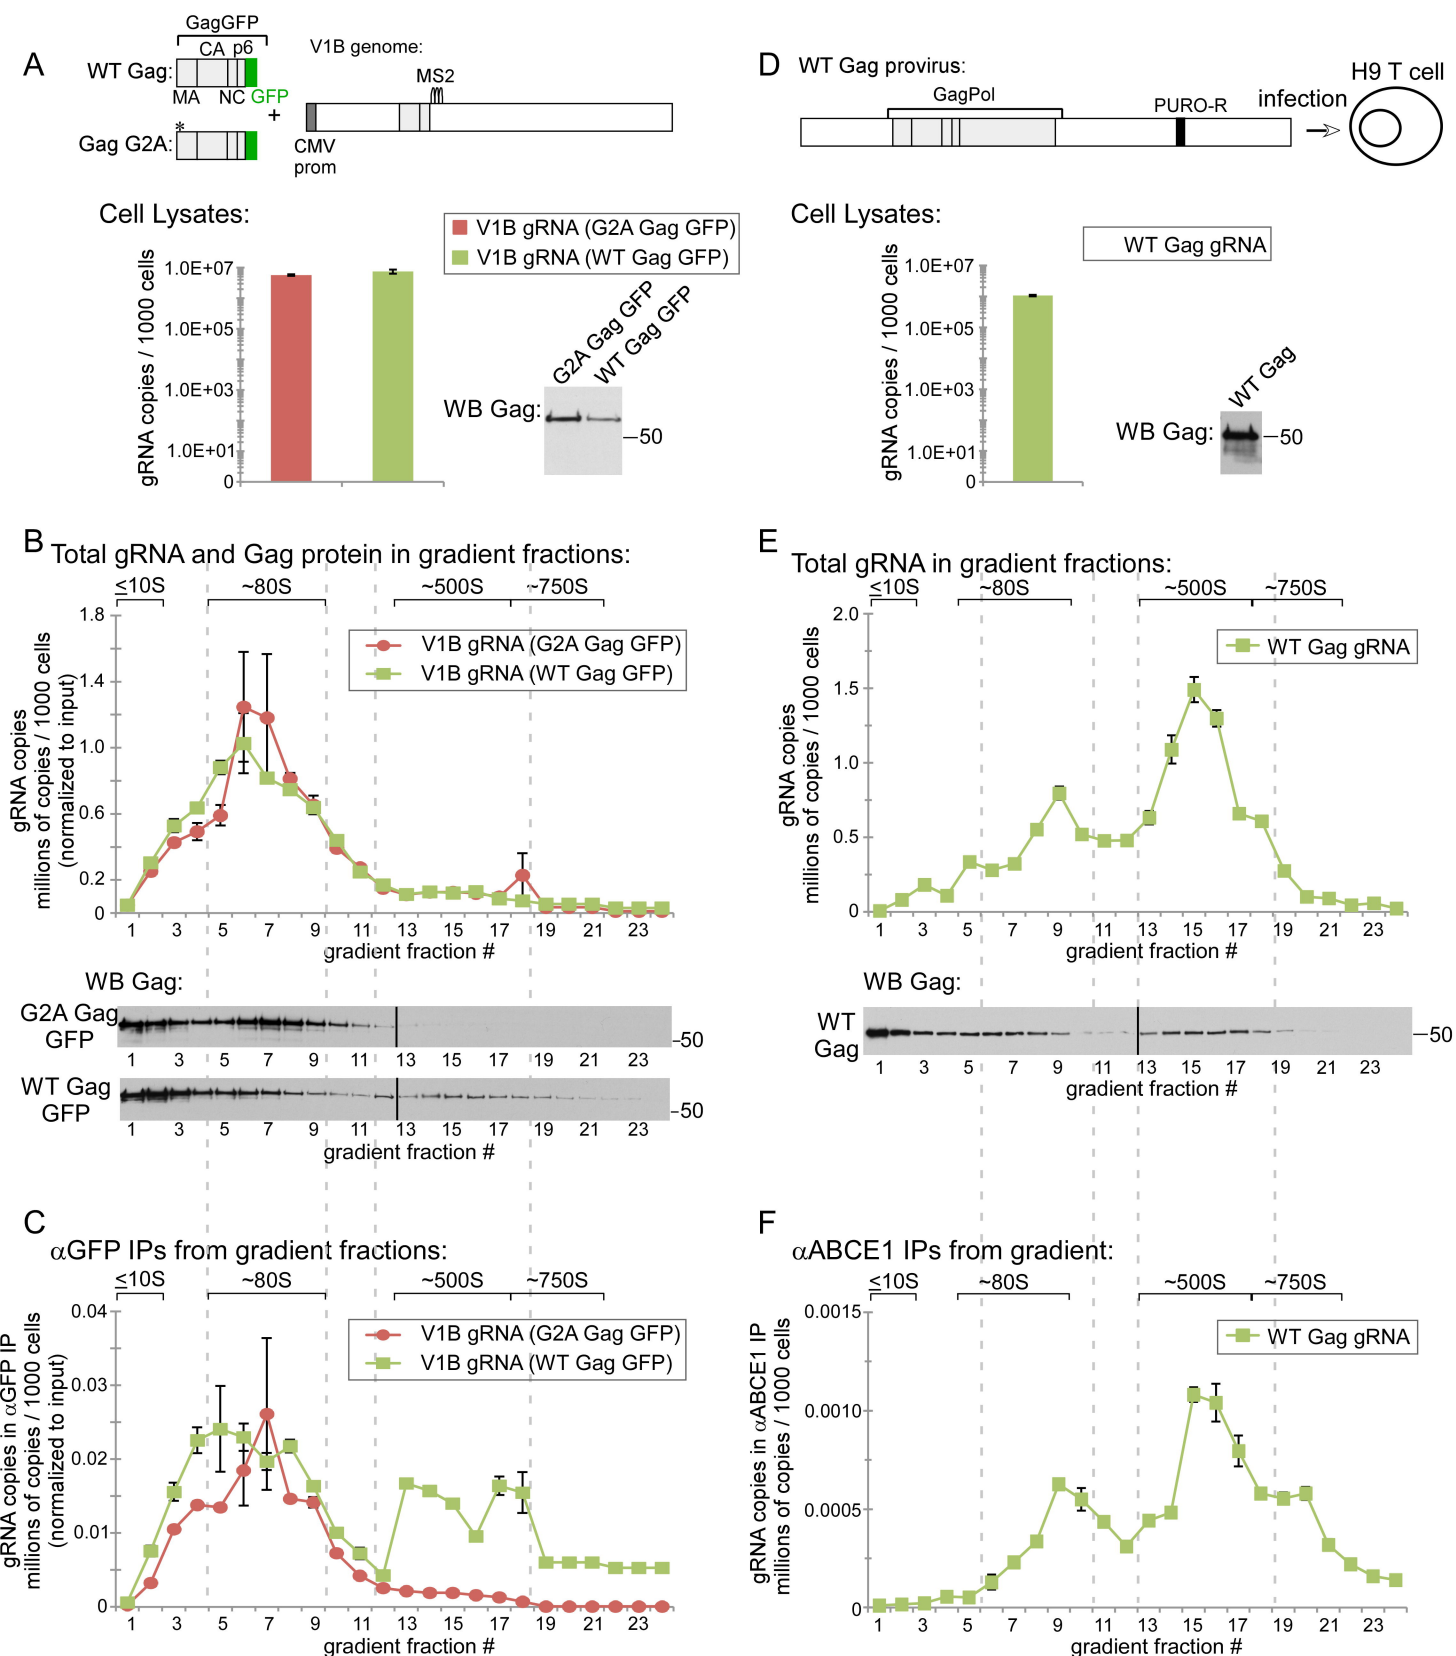 A
GagGFP
CA p6
WT Gag:
MA NC GFP
+
*
Gag G2A:
V1B genome:
MS2
CMV
prom
Cell Lysates:
V1B gRNA (G2A Gag GFP)
V1B gRNA (WT Gag GFP)
gRNA copies / 1000 cells
1.0E+07
1.0E+05
1.0E+03
1.0E+01
0
G2A Gag GFP
WT Gag GFP
WB Gag:
50
D
WT Gag provirus:
GagPol
PURO-R
infection
H9 T cell
Cell Lysates:
WT Gag gRNA
gRNA copies / 1000 cells
1.0E+07
1.0E+05
1.0E+03
1.0E+01
0
WT Gag
WB Gag:
50
B
Total gRNA and Gag protein in gradient fractions:
≤10S ~80S ~500S ~750S
V1B gRNA (G2A Gag GFP)
V1B gRNA (WT Gag GFP)
gRNA copies
millions of copies / 1000 cells
(normalized to input)
1.8
1.4
1.0
0.6
0.2
0
1 3 5 7 9 11 13 15 17 19 21 23
gradient fraction #
WB Gag:
G2A Gag
GFP
50
1 3 5 7 9 11 13 15 17 19 21 23
WT Gag
GFP
50
1 3 5 7 9 11 13 15 17 19 21 23
gradient fraction #
E
Total gRNA in gradient fractions:
≤10S ~80S ~500S ~750S
WT Gag gRNA
gRNA copies
millions of copies / 1000 cells
2.0
1.5
1.0
0.5
0
1 3 5 7 9 11 13 15 17 19 21 23
gradient fraction #
WB Gag:
WT
Gag
50
1 3 5 7 9 11 13 15 17 19 21 23
gradient fraction #
C
αGFP IPs from gradient fractions:
≤10S ~80S ~500S ~750S
V1B gRNA (G2A Gag GFP)
V1B gRNA (WT Gag GFP)
gRNA copies in αGFP IP
millions of copies / 1000 cells
(normalized to input)
0.04
0.03
0.02
0.01
0
1 3 5 7 9 11 13 15 17 19 21 23
gradient fraction #
F
αABCE1 IPs from gradient:
≤10S ~80S ~500S ~750S
WT Gag gRNA
gRNA copies in αABCE1 IP
millions of copies / 1000 cells
0.0015
0.0010
0.0005
0
1 3 5 7 9 11 13 15 17 19 21 23
gradient fraction #